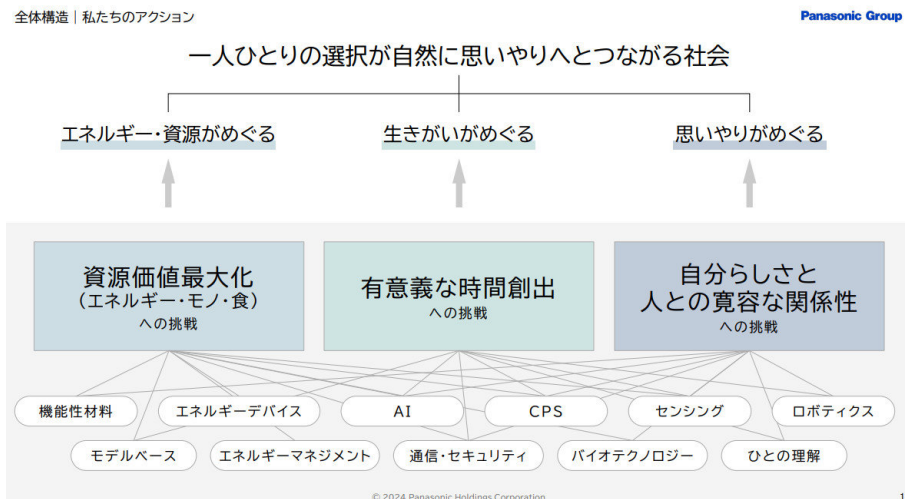 全体構造｜私たちのアクション
Panasonic Group
一人ひとりの選択が自然に思いやりへとつながる社会
エネルギー・資源がめぐる
生きがいがめぐる
思いやりがめぐる
資源価値最大化
（エネルギー・モノ・食）
への挑戦
有意義な時間創出
への挑戦
自分らしさと
人との寛容な関係性
への挑戦
機能性材料
エネルギーデバイス
AI
CPS
センシング
ロボティクス
モデルベース
エネルギーマネジメント
通信・セキュリティ
バイオテクノロジー
ひとの理解
© 2024 Panasonic Holdings Corporation
1